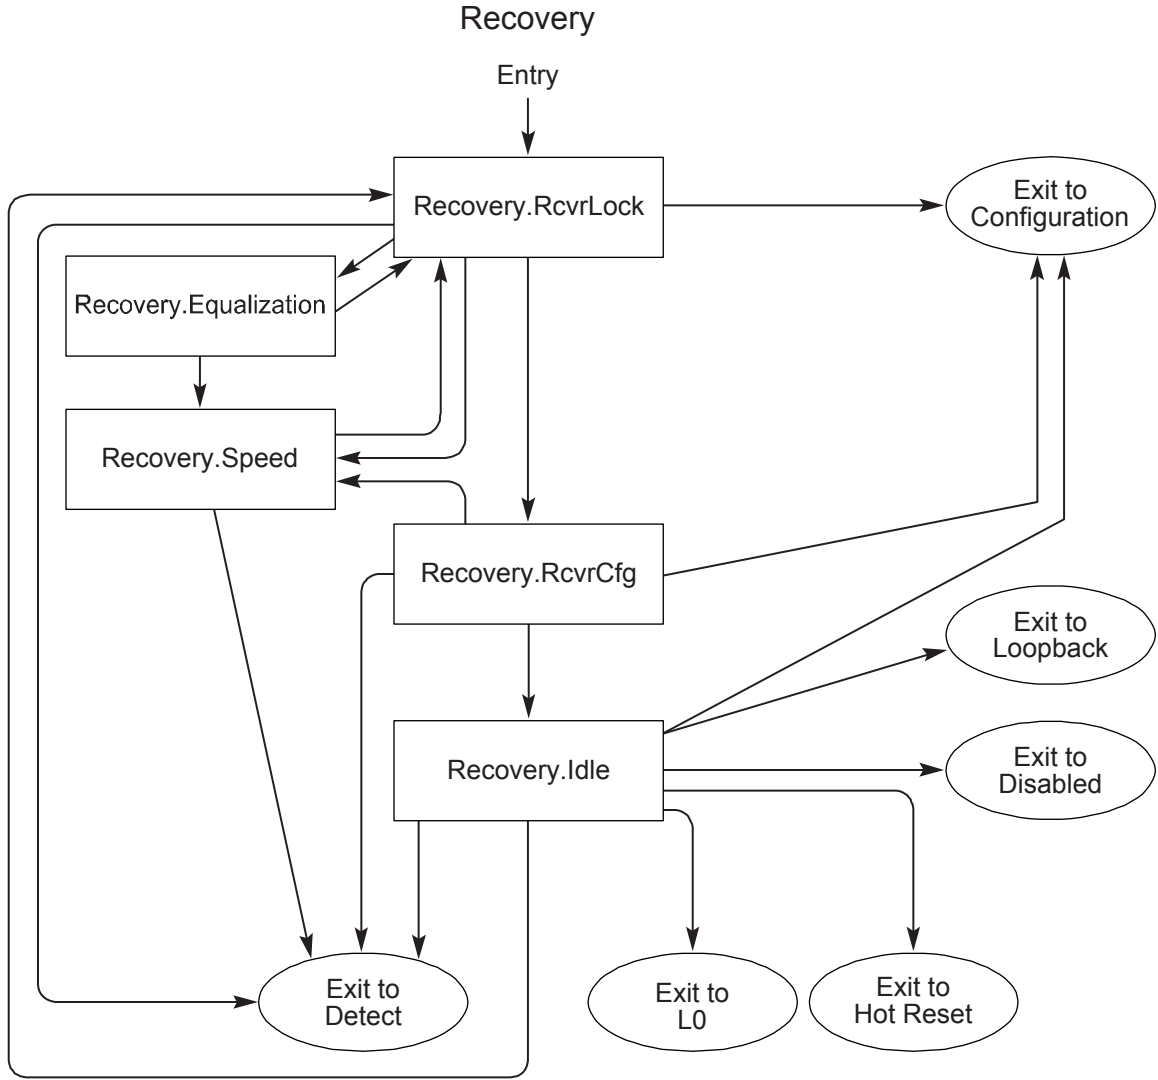 Recovery
Entry
Recovery.RcvrLock
Exit to
Configuration
Recovery.Equalization
Recovery.Speed
Recovery.RcvrCfg
Exit to
Loopback
Recovery.Idle
Exit to
Disabled
Exit to
Detect
Exit to
L0
Exit to
Hot Reset